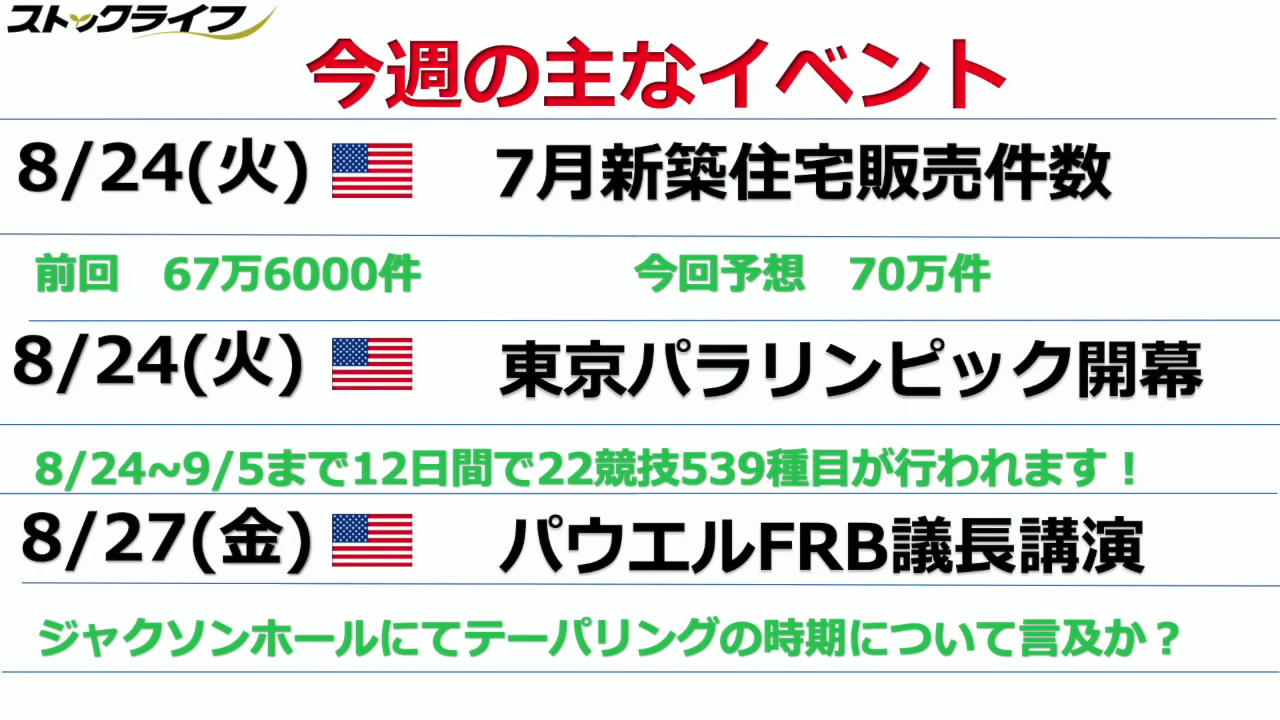 ストックライフ
今週の主なイベント
8/24(火) 7月新築住宅販売件数
前回 67万6000件 今回予想 70万件
8/24(火) 東京パラリンピック開幕
8/24~9/5まで12日間で22競技539種目が行われます！
8/27(金) パウエルFRB議長講演
ジャクソンホールにてテーパリングの時期について言及か？